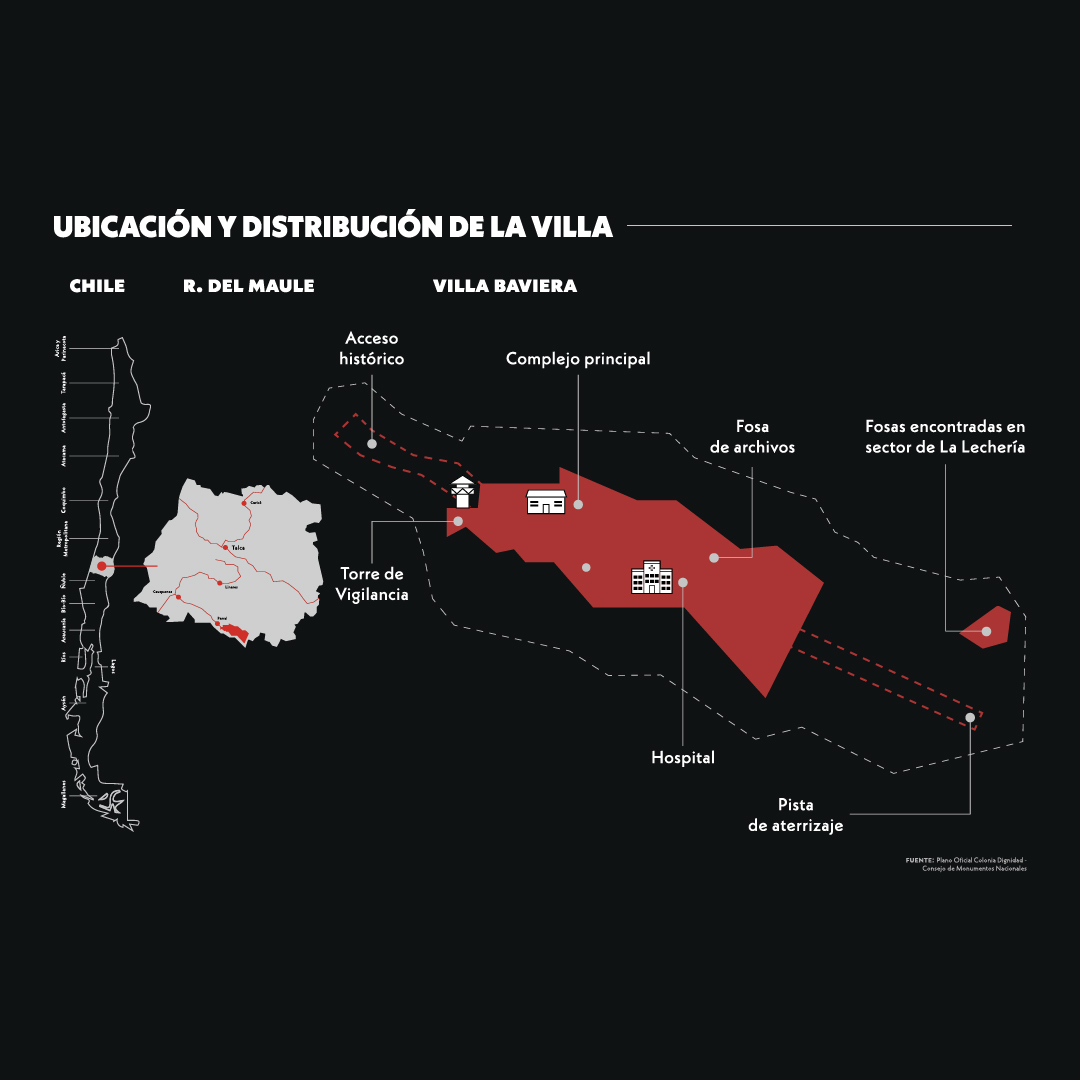 UBICACIÓN Y DISTRIBUCIÓN DE LA VILLA
CHILE
R. DEL MAULE
VILLA BAVIERA
Arica y
Parinacota
Tarapacá
Antofagasta
Atacama
Coquimbo
Región
Metropolitana
Ñuble
Bio-Bío
Araucanía
Ríos
Lagos
Aysén
Magallanes
Curicó
Talca
Linares
Cauquenes
Parral
Acceso
histórico
Complejo principal
Fosa
de archivos
Fosas encontradas en
sector de La Lechería
Torre de
Vigilancia
Hospital
Pista
de aterrizaje
FUENTE: Plano Oficial Colonia Dignidad -
Consejo de Monumentos Nacionales